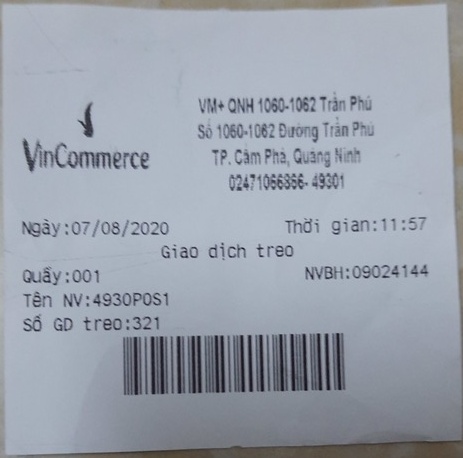 VinCommerce
VM+ QNH 1060-1062 Trần Phú
Số 1060-1062 Đường Trần Phú
TP. Cẩm Phả, Quảng Ninh
02471066866- 49301
Ngày:07/08/2020 Thời gian:11:57
Giao dịch treo
Quầy:001 NVBH:09024144
Tên NV:4930POS1
Số GD treo:321